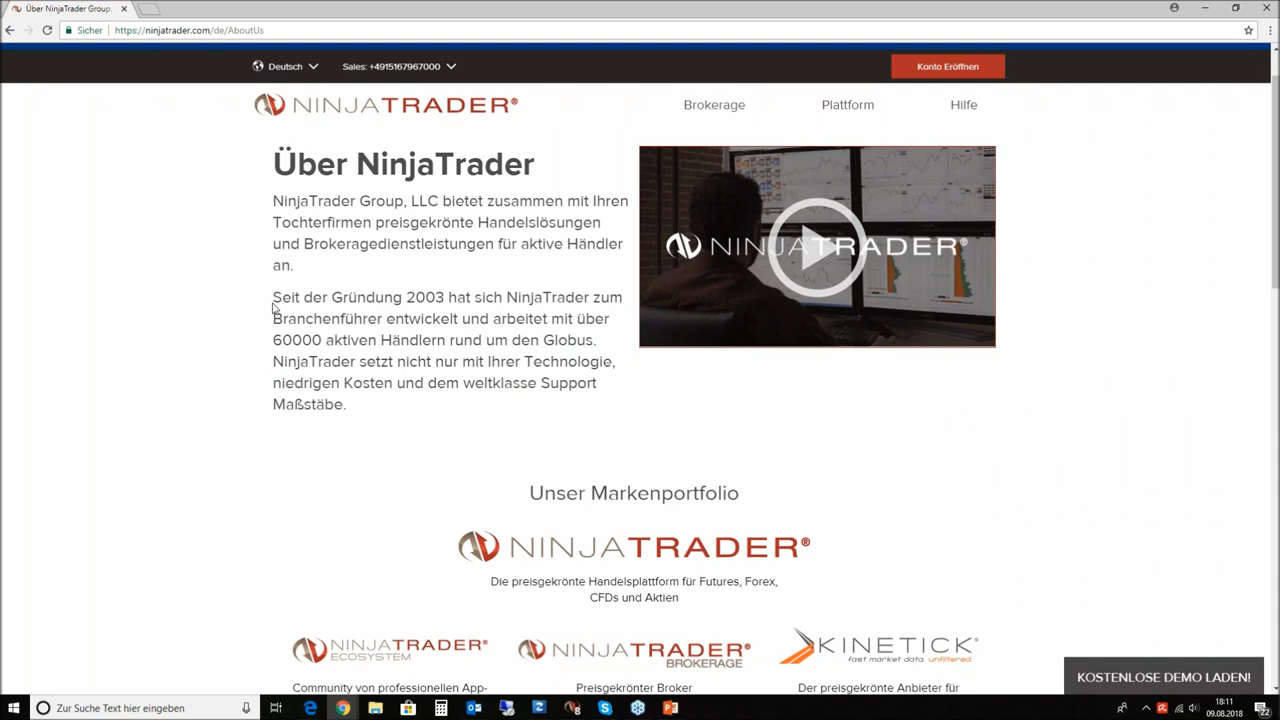 Über NinjaTrader Group,
Sicher
https://ninjatrader.com/de/AboutUs
Deutsch
Sales: +4915167967000
Konto Eröffnen
NINJATRADER®
Brokerage
Plattform
Hilfe
Über NinjaTrader
NinjaTrader Group, LLC bietet zusammen mit Ihren
Tochterfirmen preisgekrönte Handelslösungen
und Brokeragedienstleistungen für aktive Händler
an.
Seit der Gründung 2003 hat sich NinjaTrader zum
Branchenführer entwickelt und arbeitet mit über
60000 aktiven Händlern rund um den Globus.
NinjaTrader setzt nicht nur mit Ihrer Technologie,
niedrigen Kosten und dem weltklasse Support
Maßstäbe.
NINJATRADER®
Unser Markenportfolio
NINJATRADER®
Die preisgekrönte Handelsplattform für Futures, Forex,
CFDs und Aktien
NINJATRADER®
ECOSYSTEM
NINJATRADER®
BROKERAGE
KINETICK®
fast market data. unfiltered.
Community von professionellen App-
Preisgekrönter Broker
Der preisgekrönte Anbieter für
KOSTENLOSE DEMO LADEN!
Zur Suche Text hier eingeben
18:11
09.08.2018
22